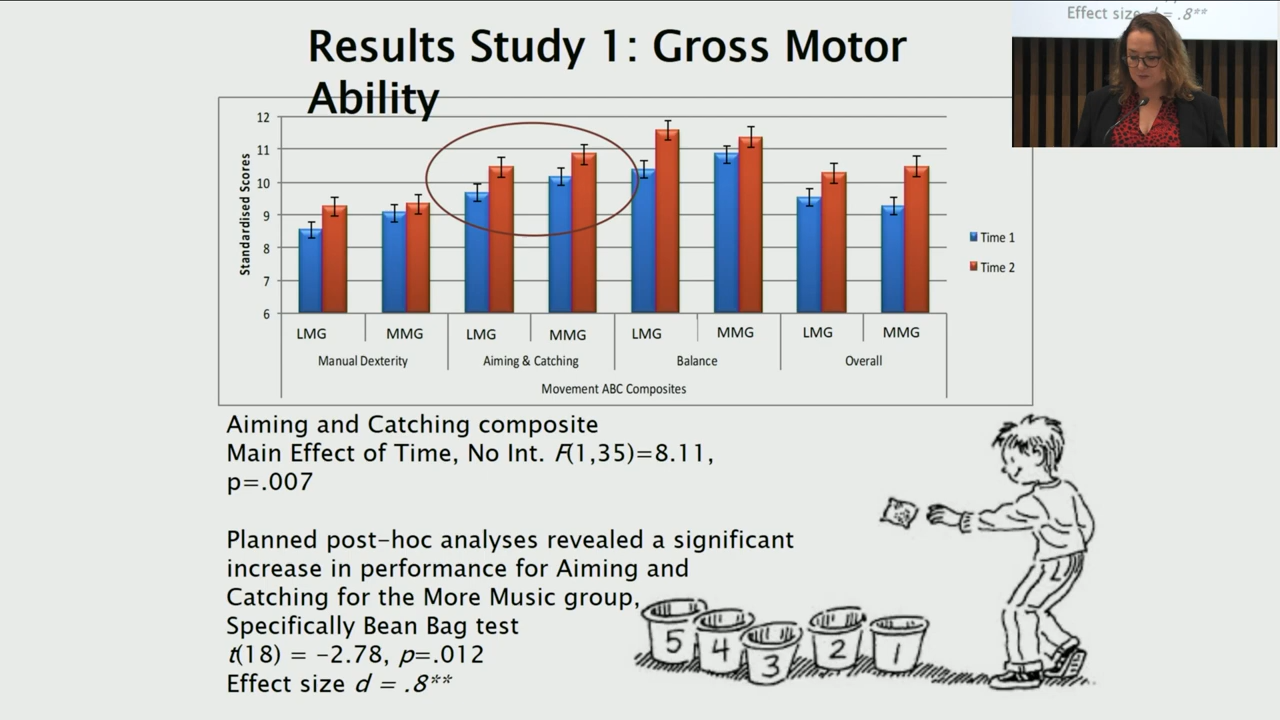 Results Study 1: Gross Motor
Ability
Effect size d = .8**
12
11
10
9
8
7
6
Standardised Scores
LMG MMG LMG MMG LMG MMG LMG MMG
Manual Dexterity Aiming & Catching Balance Overall
Movement ABC Composites
Time 1
Time 2
Aiming and Catching composite
Main Effect of Time, No Int. F(1,35)=8.11,
p=.007
Planned post-hoc analyses revealed a significant
increase in performance for Aiming and
Catching for the More Music group,
Specifically Bean Bag test
t(18) = -2.78, p=.012
Effect size d = .8**
5 4 3 2 1